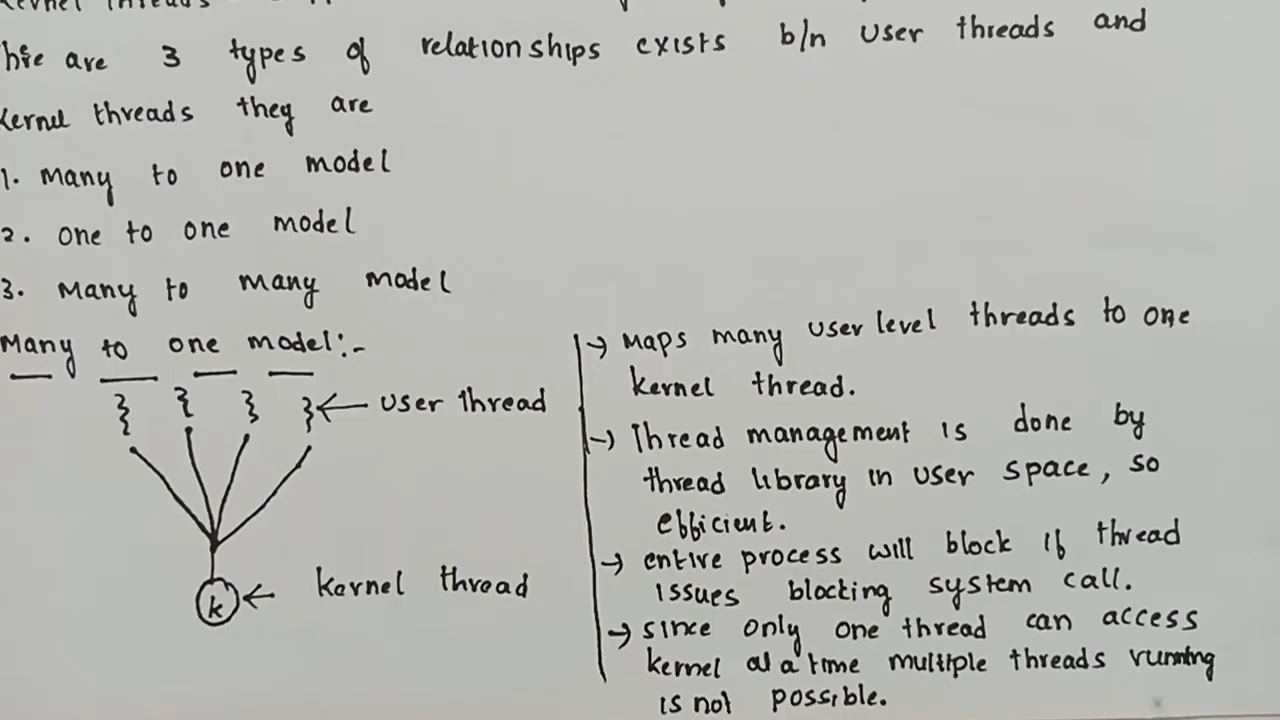 Kernel threads
here are 3 types of relationships exists b/n user threads and
kernel threads they are
1. Many to one model
2. one to one model
3. Many to many model
Many to one model:-
← user thread
k ← kernel thread
→ Maps many user level threads to one
kernel thread.
→ Thread management is done by
thread library in user space, so
efficient.
→ entire process will block if thread
issues blocking system call.
→ since only one thread can access
kernel at a time multiple threads running
is not possible.